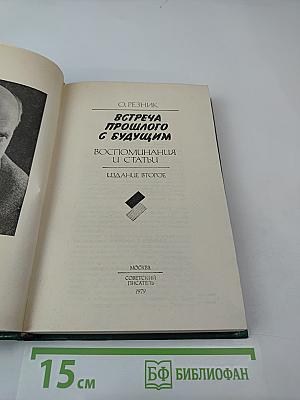 О. РЕЗНИК
ВСТРЕЧА
ПРОШЛОГО
С БУДУЩИМ
ВОСПОМИНАНИЯ
И СТАТЬИ
ИЗДАНИЕ ВТОРОЕ
МОСКВА
СОВЕТСКИЙ
ПИСАТЕЛЬ
1979
15 см
БФ БИБЛИОФАН